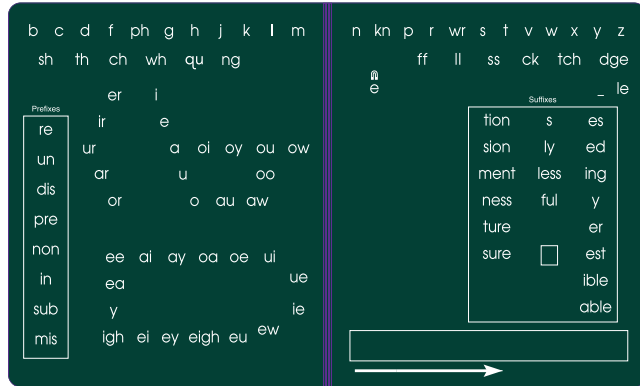 b c d f ph g h j k l m
sh th ch wh qu ng
er i
Prefixes
ir e
re
ur a oi oy ou ow
un
ar u oo
dis
or o au aw
pre
non
ee ai ay oa oe ui
in
ea ue
sub
y ie
mis
igh ei ey eigh eu ew
n kn p r wr s t v w x y z
ff ll ss ck tch dge
e _ le
Suffixes
tion s es
sion ly ed
ment less ing
ness ful y
ture er
sure est
ible
able